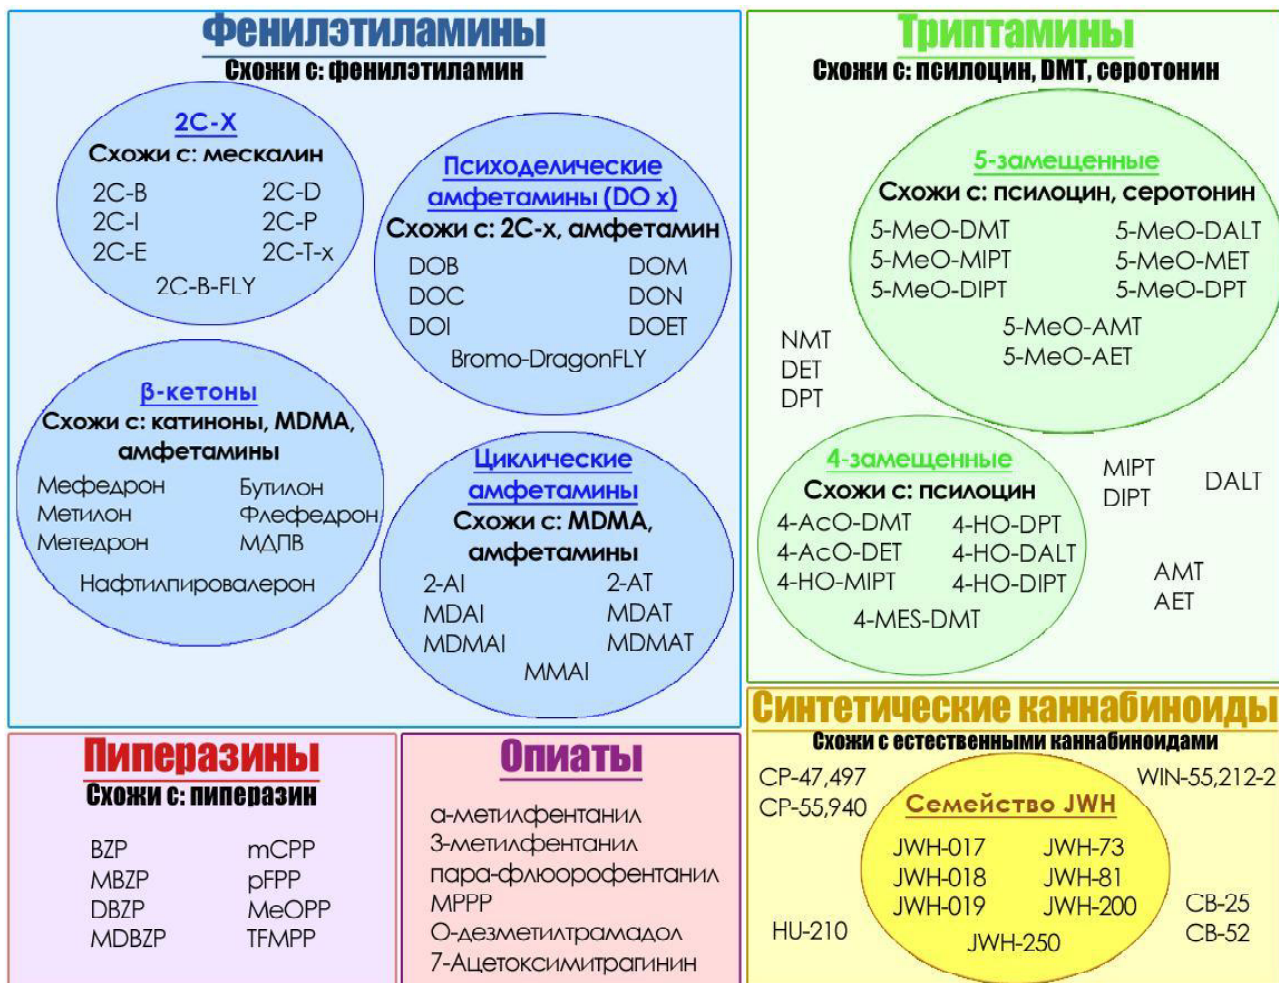 Фенилэтиламины
Схожи с: фенилэтиламин
2C-X
Схожи с: мескалин
2C-B 2C-D
2C-I 2C-P
2C-E 2C-T-x
2C-B-FLY
Психоделические
амфетамины (DO x)
Схожи с: 2C-x, амфетамин
DOB DOM
DOC DON
DOI DOET
Bromo-DragonFLY
β-кетоны
Схожи с: катиноны, MDMA,
амфетамины
Мефедрон Бутилон
Метилон Флефедрон
Метедрон МДПВ
Нафтилпировалерон
Циклические
амфетамины
Схожи с: MDMA,
амфетамины
2-AI 2-AT
MDAI MDAT
MDMAI MDMAT
MMAI
Триптамины
Схожи с: псилоцин, DMT, серотонин
5-замещенные
Схожи с: псилоцин, серотонин
5-MeO-DMT 5-MeO-DALT
5-MeO-MIPT 5-MeO-MET
5-MeO-DIPT 5-MeO-DPT
5-MeO-AMT
5-MeO-AET
NMT
DET
DPT
4-замещенные
Схожи с: псилоцин
4-AcO-DMT 4-HO-DPT
4-AcO-DET 4-HO-DALT
4-HO-MIPT 4-HO-DIPT
4-MES-DMT
MIPT
DIPT
DALT
AMT
AET
Пиперазины
Схожи с: пиперазин
BZP mCPP
MBZP pFPP
DBZP MeOPP
MDBZP TFMPP
Опиаты
α-метилфентанил
3-метилфентанил
пара-флюорофентанил
MPPP
О-дезметилтрамадол
7-Ацетоксимитрагинин
Синтетические каннабиноиды
Схожи с естественными каннабиноидами
CP-47,497
CP-55,940
WIN-55,212-2
Семейство JWH
JWH-017 JWH-73
JWH-018 JWH-81
JWH-019 JWH-200
JWH-250
HU-210
CB-25
CB-52